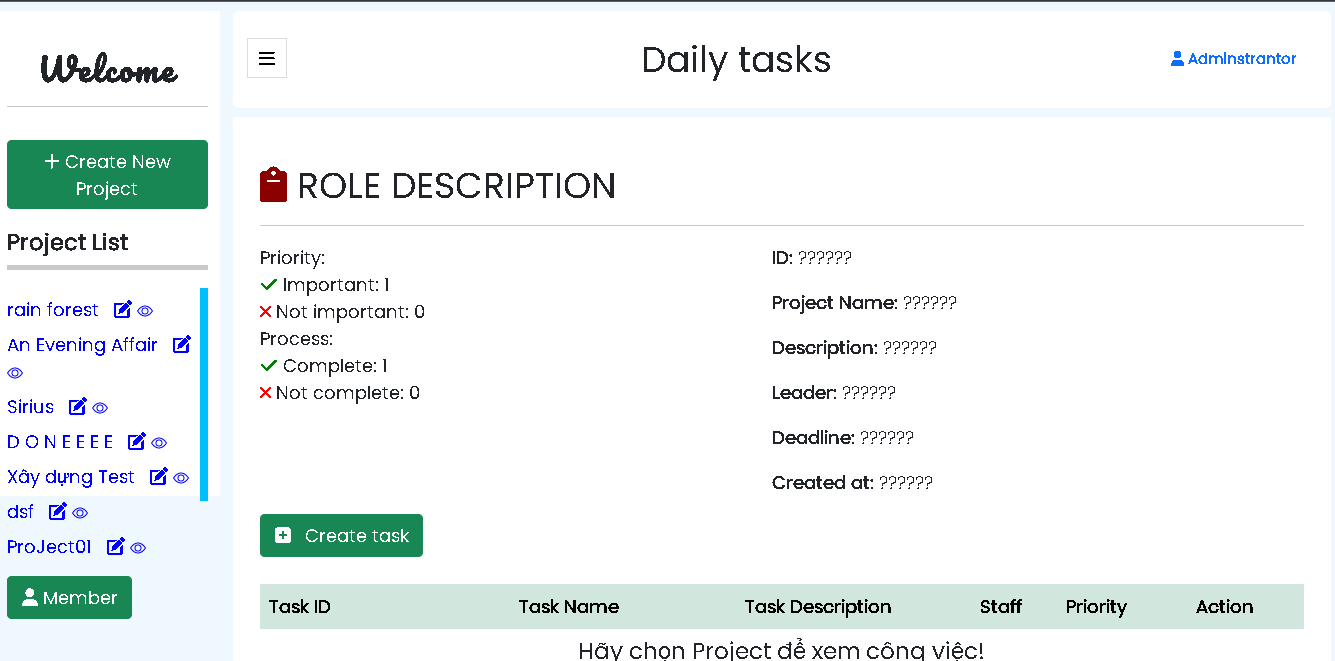 Welcome
Daily tasks
Adminstrantor
+ Create New
Project
Project List
rain forest
An Evening Affair
Sirius
D O N E E E E
Xây dựng Test
dsf
ProJect01
Member
ROLE DESCRIPTION
Priority:
Important: 1
Not important: 0
Process:
Complete: 1
Not complete: 0
ID: ??????
Project Name: ??????
Description: ??????
Leader: ??????
Deadline: ??????
Created at: ??????
Create task
Task ID Task Name Task Description Staff Priority Action
Hãy chọn Project để xem công việc!